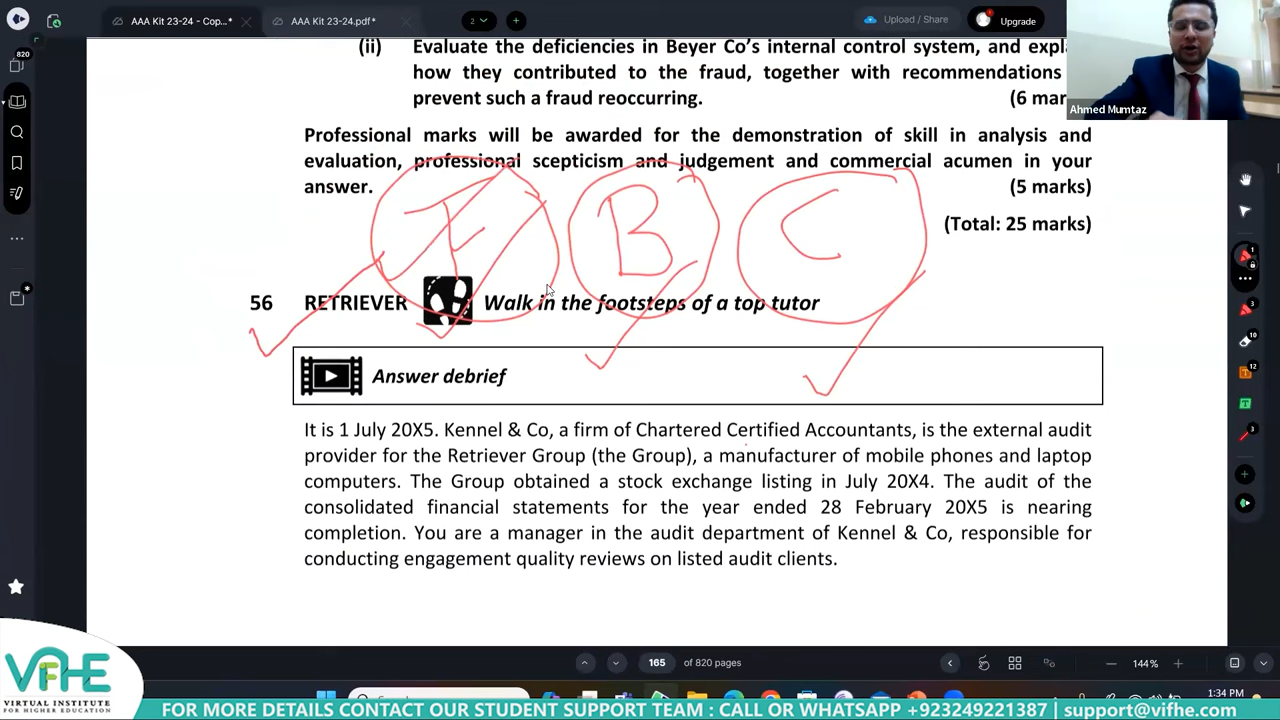 AAA Kit 23-24 - Cop...*
AAA Kit 23-24.pdf*
2
Upload / Share
Upgrade
820
Ahmed Mumtaz
(ii) Evaluate the deficiencies in Beyer Co's internal control system, and expl
how they contributed to the fraud, together with recommendations
prevent such a fraud reoccurring. (6 mar
Professional marks will be awarded for the demonstration of skill in analysis and
evaluation, professional scepticism and judgement and commercial acumen in your
answer. (5 marks)
(Total: 25 marks)
B C
56 RETRIEVER Walk in the footsteps of a top tutor
Answer debrief
It is 1 July 20X5. Kennel & Co, a firm of Chartered Certified Accountants, is the external audit
provider for the Retriever Group (the Group), a manufacturer of mobile phones and laptop
computers. The Group obtained a stock exchange listing in July 20X4. The audit of the
consolidated financial statements for the year ended 28 February 20X5 is nearing
completion. You are a manager in the audit department of Kennel & Co, responsible for
conducting engagement quality reviews on listed audit clients.
165 of 820 pages
144%
1:34 PM
VIFHE
VIRTUAL INSTITUTE
FOR HIGHER EDUCATION
FOR MORE DETAILS CONTACT OUR STUDENT SUPPORT TEAM : CALL OR WHATSAPP +923249221387 | support@vifhe.com